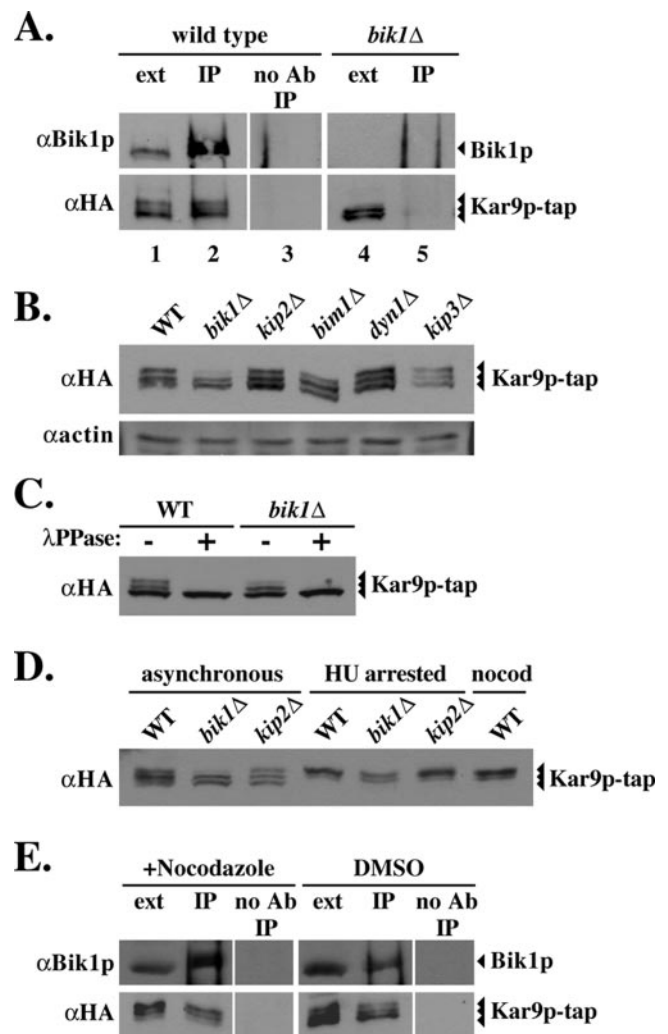 A.
wild type bik1Δ
ext IP no Ab IP ext IP
αBik1p Bik1p
αHA Kar9p-tap
1 2 3 4 5
B.
WT bik1Δ kip2Δ bim1Δ dyn1Δ kip3Δ
αHA Kar9p-tap
αactin
C.
WT bik1Δ
λPPase: - + - +
αHA Kar9p-tap
D.
asynchronous HU arrested nocod
WT bik1Δ kip2Δ WT bik1Δ kip2Δ WT
αHA Kar9p-tap
E.
+Nocodazole DMSO
ext IP no Ab IP ext IP no Ab IP
αBik1p Bik1p
αHA Kar9p-tap